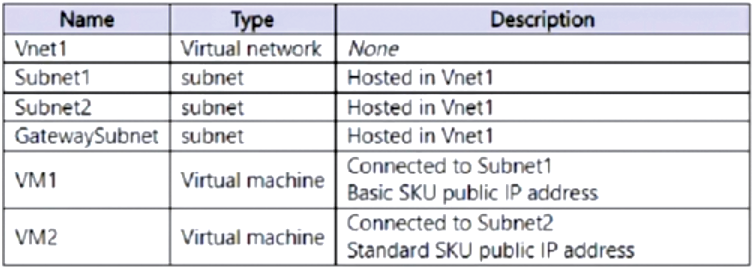 Name Type Description
Vnet1 Virtual network None
Subnet1 subnet Hosted in Vnet1
Subnet2 subnet Hosted in Vnet1
GatewaySubnet subnet Hosted in Vnet1
VM1 Virtual machine Connected to Subnet1
Basic SKU public IP address
VM2 Virtual machine Connected to Subnet2
Standard SKU public IP address